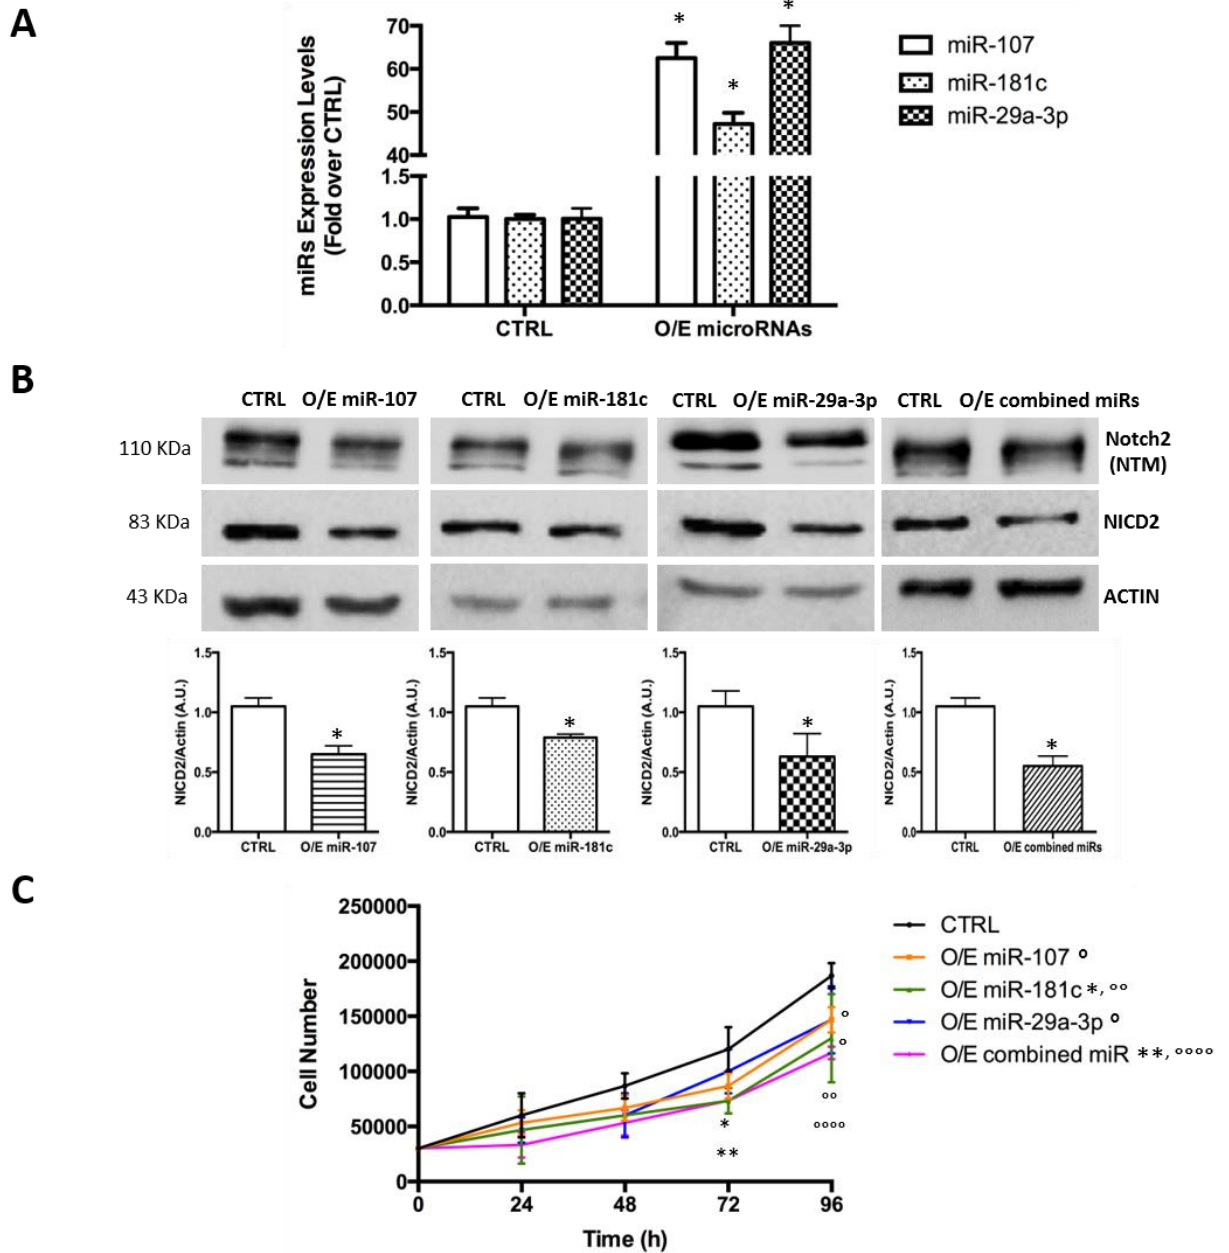 A
miRs Expression Levels
(Fold over CTRL)
70
60
50
40
1.5
1.0
0.5
0.0
*
*
*
CTRL
O/E microRNAs
miR-107
miR-181c
miR-29a-3p
B
CTRL O/E miR-107
CTRL O/E miR-181c
CTRL O/E miR-29a-3p
CTRL O/E combined miRs
110 KDa
Notch2
(NTM)
83 KDa
NICD2
43 KDa
ACTIN
NICD2/Actin (A.U.)
1.5
1.0
0.5
0.0
*
CTRL O/E miR-107
NICD2/Actin (A.U.)
1.5
1.0
0.5
0.0
*
CTRL O/E miR-181c
NICD2/Actin (A.U.)
1.5
1.0
0.5
0.0
*
CTRL O/E miR-29a-3p
NICD2/Actin (A.U.)
1.5
1.0
0.5
0.0
*
CTRL O/E combined miRs
C
Cell Number
250000
200000
150000
100000
50000
0
0 24 48 72 96
Time (h)
*
**
°
°
°°
°°°°
CTRL
O/E miR-107 °
O/E miR-181c *, °°
O/E miR-29a-3p °
O/E combined miR **, °°°°